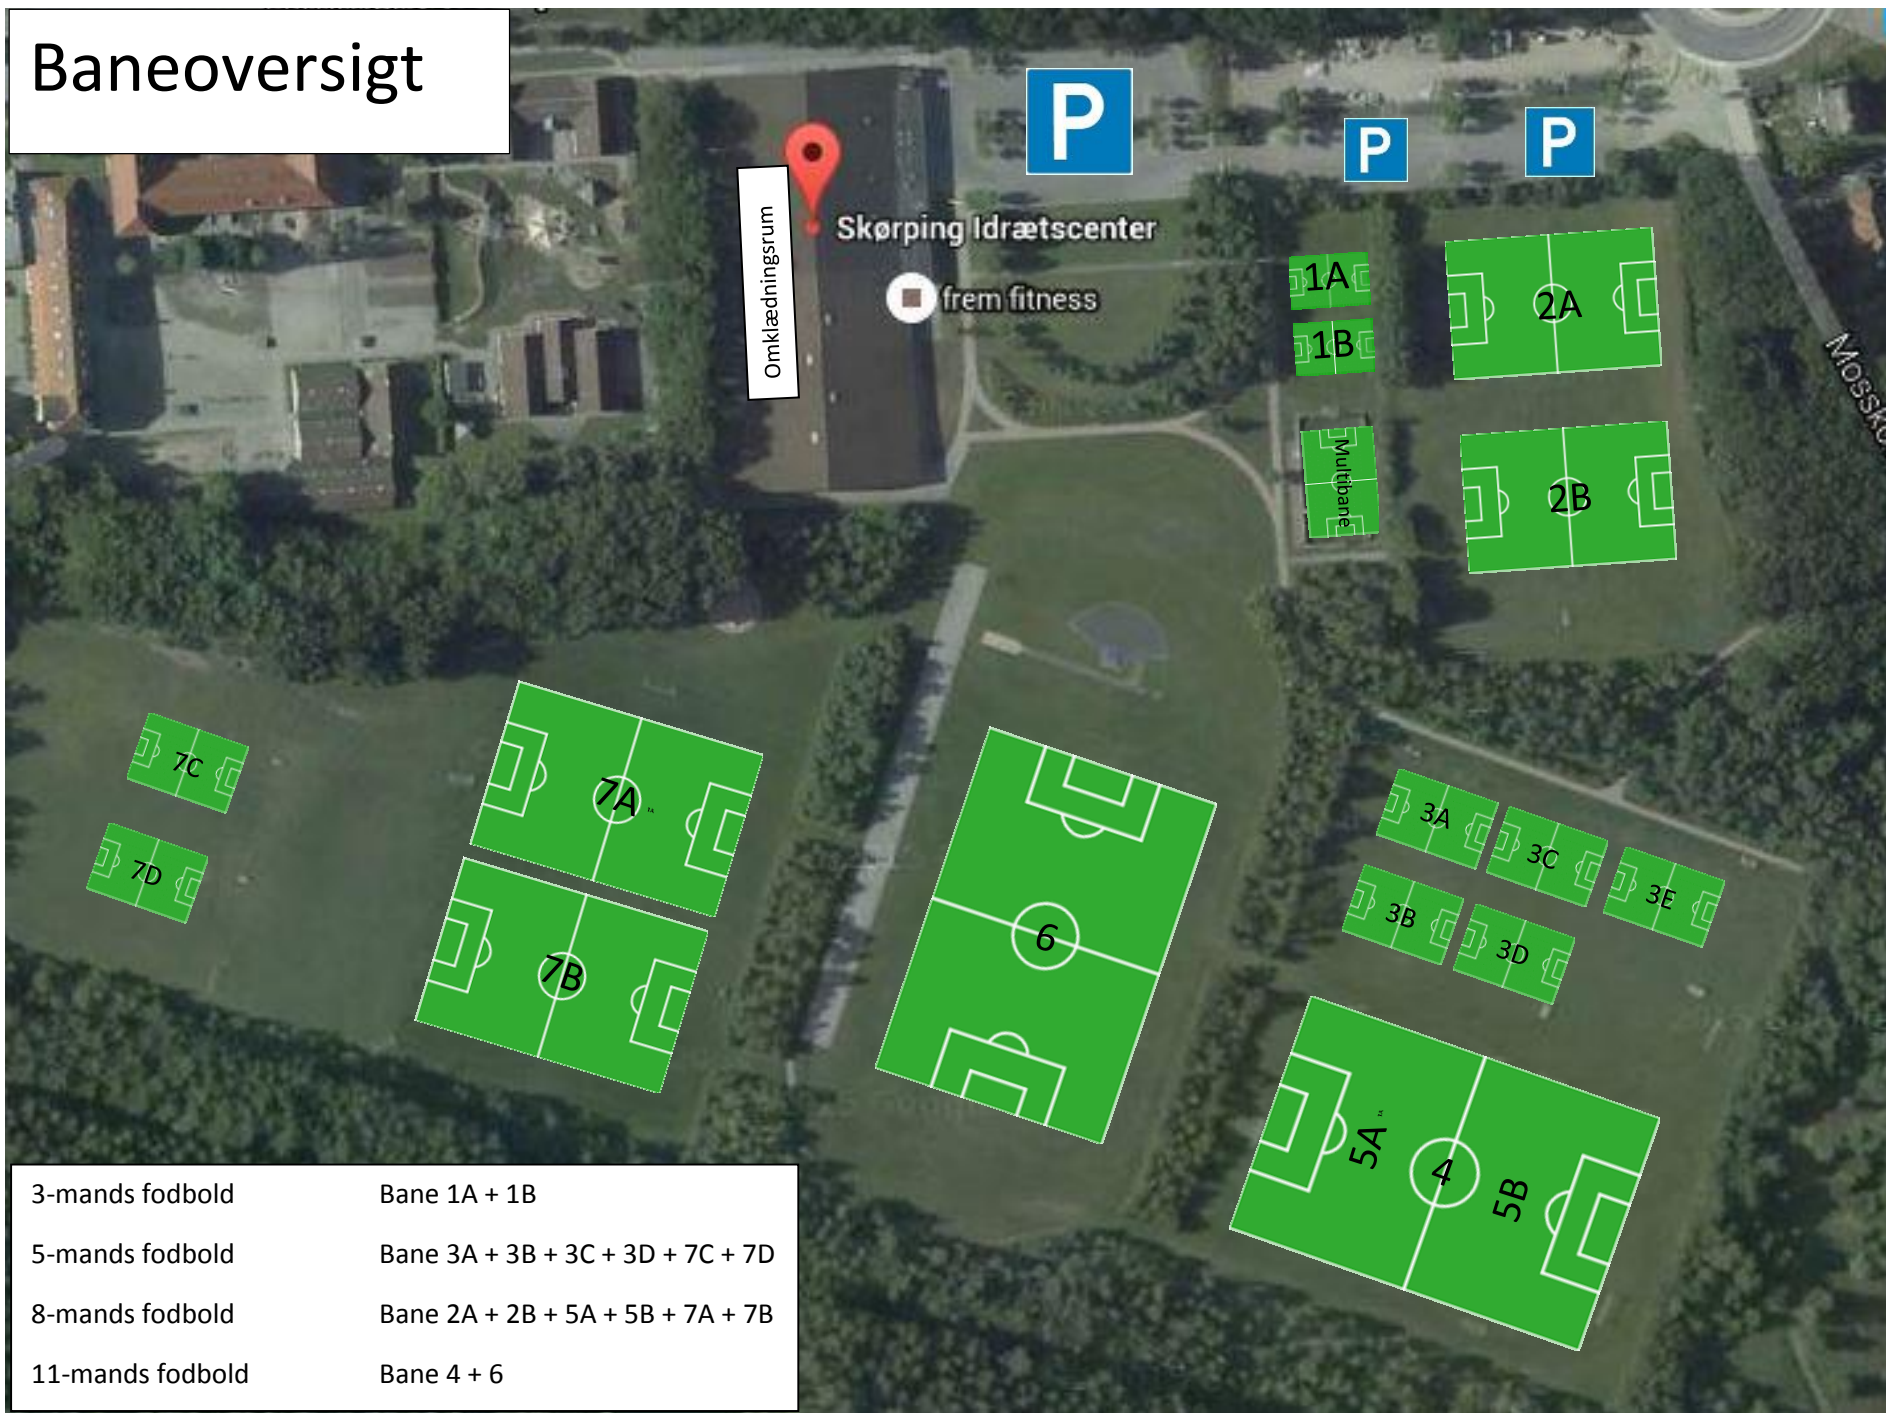 Baneoversigt
P
P
P
Omklædningsrum
Skørping Idrætscenter
frem fitness
1A
1B
2A
2B
Multibane
7C
7D
7A
7B
6
3A
3C
3E
3B
3D
5A
4
5B
3-mands fodbold Bane 1A + 1B
5-mands fodbold Bane 3A + 3B + 3C + 3D + 7C + 7D
8-mands fodbold Bane 2A + 2B + 5A + 5B + 7A + 7B
11-mands fodbold Bane 4 + 6